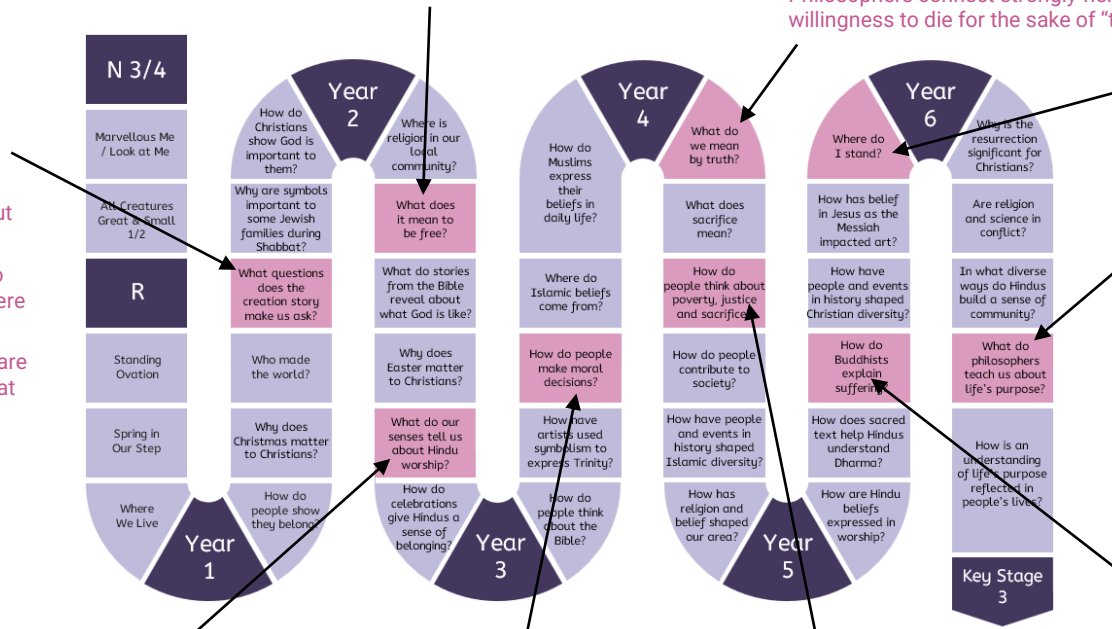 Philosophers connect strongly
willingness to die for the sake of “t
ut
o
ere
are
at
N 3/4
Marvellous Me
/ Look at Me
All Creatures
Great & Small
1/2
R
Standing
Ovation
Spring in
Our Step
Where
We Live
Year
1
How do
people show
they belong?
Why does
Christmas matter
to Christians?
Who made
the world?
What questions
does the
creation story
make us ask?
Why are symbols
important to
some Jewish
families during
Shabbat?
How do
Christians
show God is
important to
them?
Year
2
Where is
religion in our
local
community?
What does
it mean to
be free?
What do stories
from the Bible
reveal about
what God is like?
Why does
Easter matter
to Christians?
What do our
senses tell us
about Hindu
worship?
How do
celebrations
give Hindus a
sense of
belonging?
Year
3
How do
people think
about the
Bible?
How have
artists used
symbolism to
express Trinity?
How do people
make moral
decisions?
Where do
Islamic beliefs
come from?
How do
Muslims
express
their
beliefs in
daily life?
Year
4
What do
we mean
by truth?
What does
sacrifice
mean?
How do
people think about
poverty, justice
and sacrifice
How do people
contribute to
society?
How have people
and events in
history shaped
Islamic diversity?
How has
religion and
belief shaped
our area?
Year
5
How are Hindu
beliefs
expressed in
worship?
How does sacred
text help Hindus
understand
Dharma?
How do
Buddhists
explain
suffering
How have
people and events
in history shaped
Christian diversity?
How has belief
in Jesus as the
Messiah
impacted art?
Where do
I stand?
Year
6
Why is the
resurrection
significant for
Christians?
Are religion
and science in
conflict?
In what diverse
ways do Hindus
build a sense of
community?
What do
philosophers
teach us about
life's purpose?
How is an
understanding
of life's purpose
reflected in
people's lives?
Key Stage
3